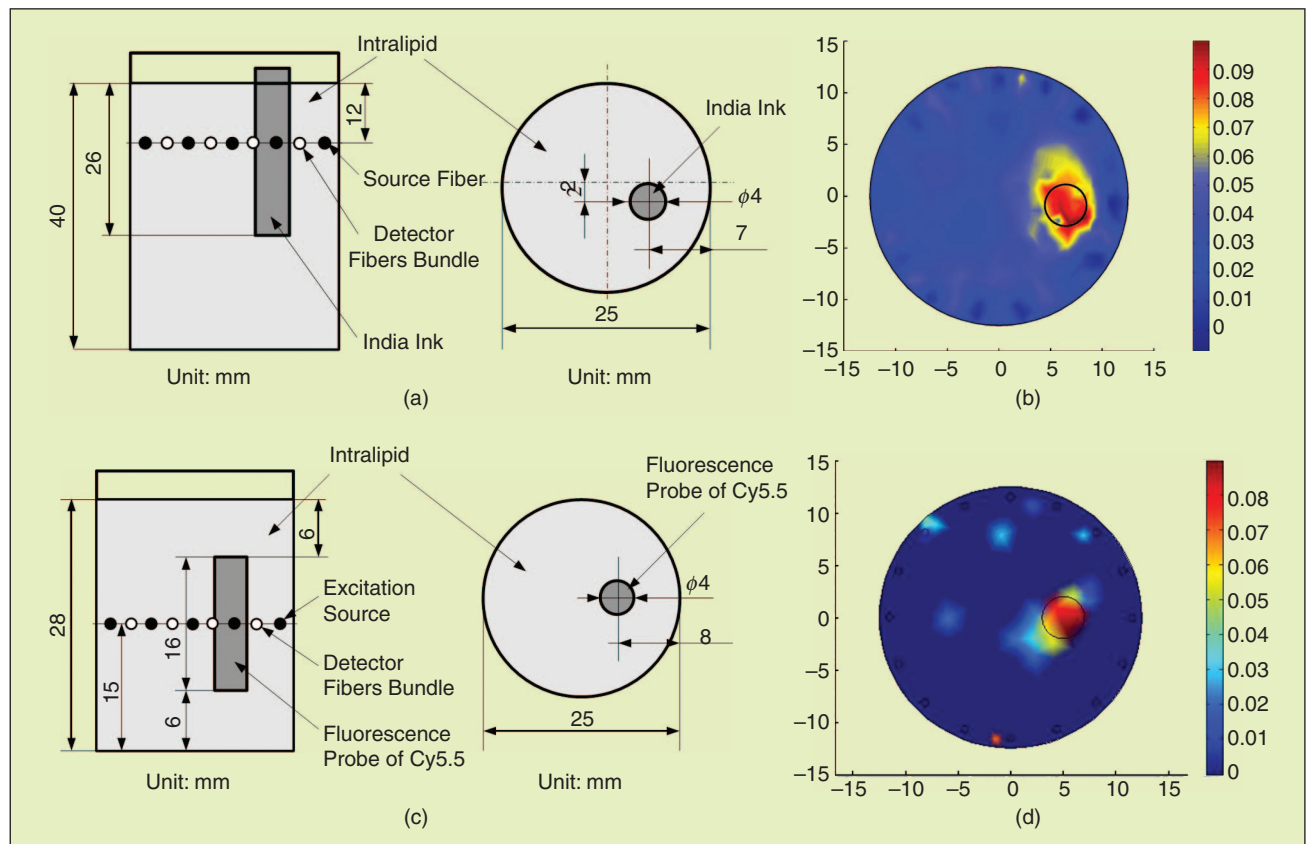 Intralipid
India Ink
12
26
40
Source Fiber
Detector
Fibers Bundle
India Ink
2
ϕ4
7
25
Unit: mm
Unit: mm
(a)
15
10
5
0
−5
−10
−15
−15 −10 −5 0 5 10 15
0.09
0.08
0.07
0.06
0.05
0.04
0.03
0.02
0.01
0
(b)
Intralipid
Fluorescence
Probe of Cy5.5
6
28
16
15
6
Excitation
Source
Detector
Fibers Bundle
Fluorescence
Probe of Cy5.5
ϕ4
8
25
Unit: mm
Unit: mm
(c)
15
10
5
0
−5
−10
−15
−15 −10 −5 0 5 10 15
0.08
0.07
0.06
0.05
0.04
0.03
0.02
0.01
0
(d)